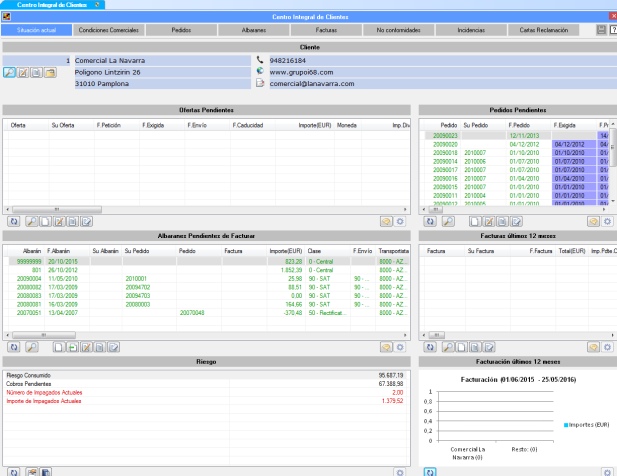 Centro Integral de Clientes
Centro Integral de Clientes
Situación actual Condiciones Comerciales Pedidos Albaranes Facturas No conformidades Incidencias Cartas Reclamación
Cliente
1 Comercial La Navarra 948216184
Poligono Lintzirin 26 www.grupoi68.com
31010 Pamplona comercial@lanavarra.com
Ofertas Pendientes
Oferta Su Oferta F.Petición F.Exigida F.Envío F.Caducidad Importe(EUR) Moneda Imp.Div
Pedidos Pendientes
Pedido Su Pedido F.Pedido F.Exigida F.P
20090023 12/11/2013 14/
20090020 04/12/2012 04/12/2012 04/
20090018 2010007 01/10/2010 01/10/2010 03/
20090014 2010006 01/07/2010 01/07/2010 01/
20090017 2010007 01/07/2010 01/07/2010 01/
20090016 2010007 01/04/2010 01/04/2010 01/
20090015 2010007 01/01/2010 01/01/2010 01/
20090011 2010004 01/01/2010 01/01/2010 01/
20090012 2010005 01/01/2010 01/01/2010 01/
Albaranes Pendientes de Facturar
Albarán F.Albarán Su Albarán Su Pedido Pedido Factura Importe(EUR) Clase F.Envío Transportista
99999999 20/10/2015 823,28 0 - Central 8000 - AZ...
801 26/10/2012 1.852,39 0 - Central
20090004 11/05/2010 2010001 25,98 90 - SAT 90 - ... 8000 - AZ...
20080082 17/03/2009 20094702 88,51 90 - SAT 90 - ... 8000 - AZ...
20080083 17/03/2009 20094703 0,00 90 - SAT 90 - ... 8000 - AZ...
20080081 16/03/2009 20080003 164,66 90 - SAT 90 - ... 8000 - AZ...
20070051 13/04/2007 20070048 -370,48 50 - Rectificat... 8000 - AZ...
Facturas últimos 12 meses
Factura Su Factura F.Factura Total(EUR) Imp.Pdte.C
Riesgo
Riesgo Consumido 95.687,19
Cobros Pendientes 67.388,98
Número de Impagados Actuales 2,00
Importe de Impagados Actuales 1.379,52
Facturación últimos 12 meses
Facturación (01/06/2015 - 25/05/2016)
1
0,8
0,6
0,4
0,2
0
Importes (EUR)
Comercial La Navarra (0) Resto: (0)